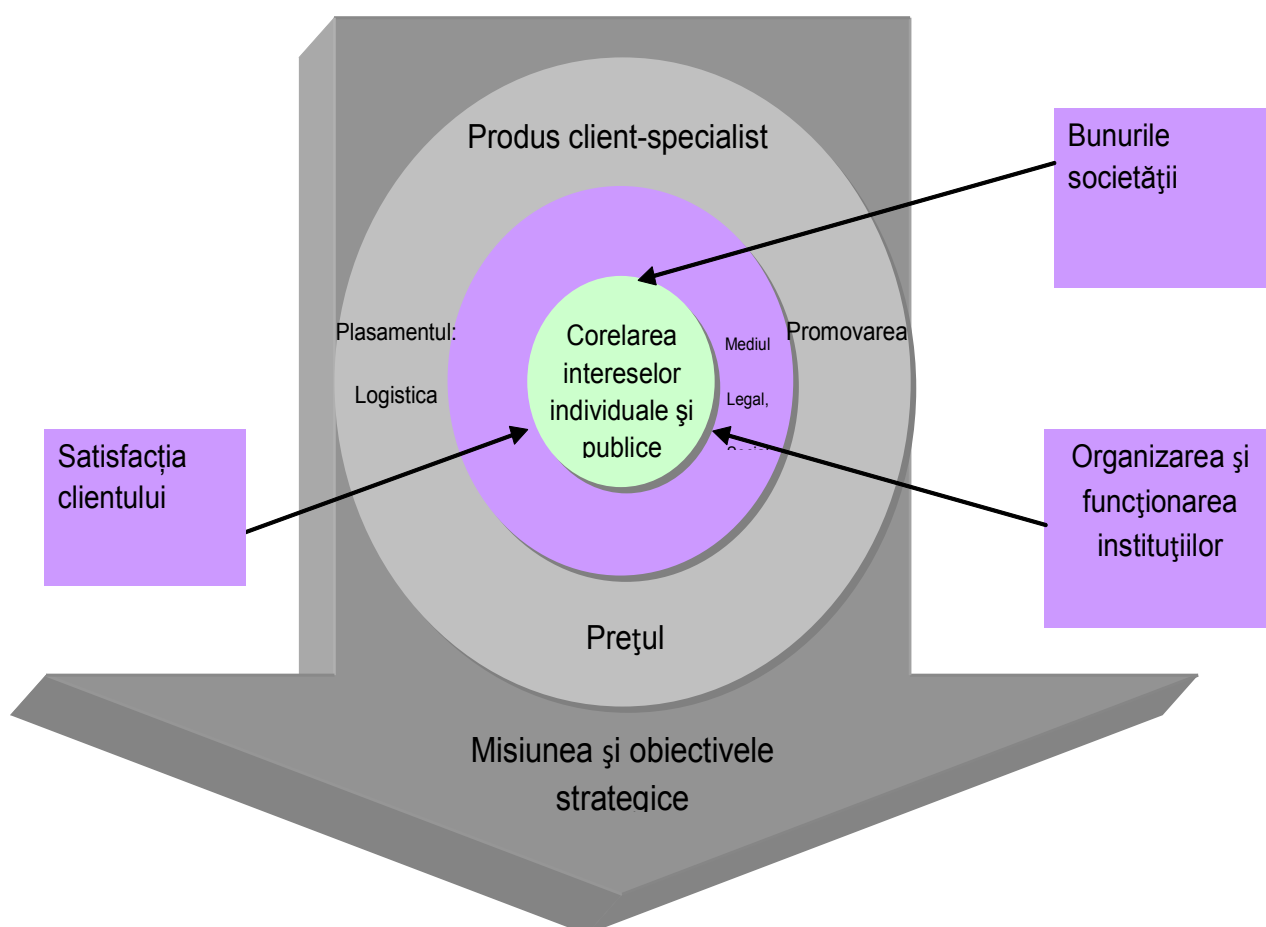 Produs client-specialist
Bunurile
societăţii
Plasamentul:
Logistica
Corelarea
intereselor
individuale şi
publice
Mediul
Legal,
Promovarea
Satisfacția
clientului
Organizarea şi
funcţionarea
instituţiilor
Preţul
Misiunea şi obiectivele
strategice